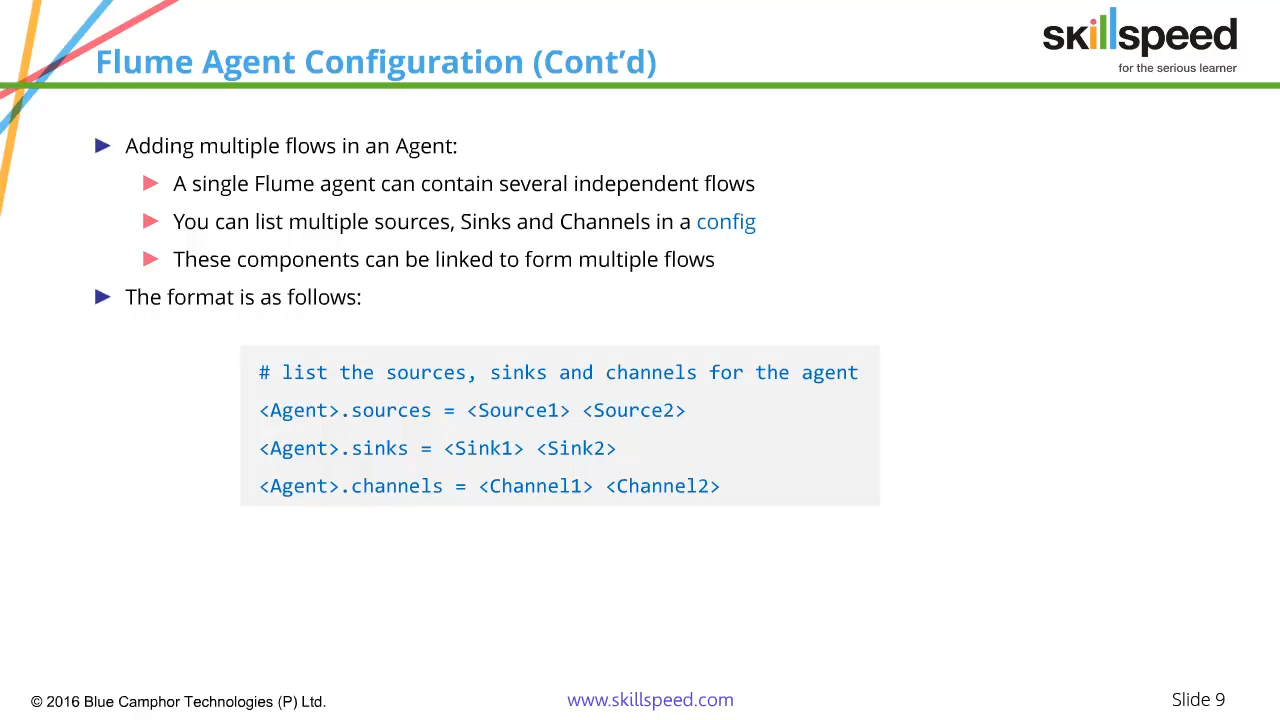 Flume Agent Configuration (Cont’d)
skillspeed
for the serious learner
Adding multiple flows in an Agent:
A single Flume agent can contain several independent flows
You can list multiple sources, Sinks and Channels in a config
These components can be linked to form multiple flows
The format is as follows:
# list the sources, sinks and channels for the agent
<Agent>.sources = <Source1> <Source2>
<Agent>.sinks = <Sink1> <Sink2>
<Agent>.channels = <Channel1> <Channel2>
© 2016 Blue Camphor Technologies (P) Ltd.
www.skillspeed.com
Slide 9